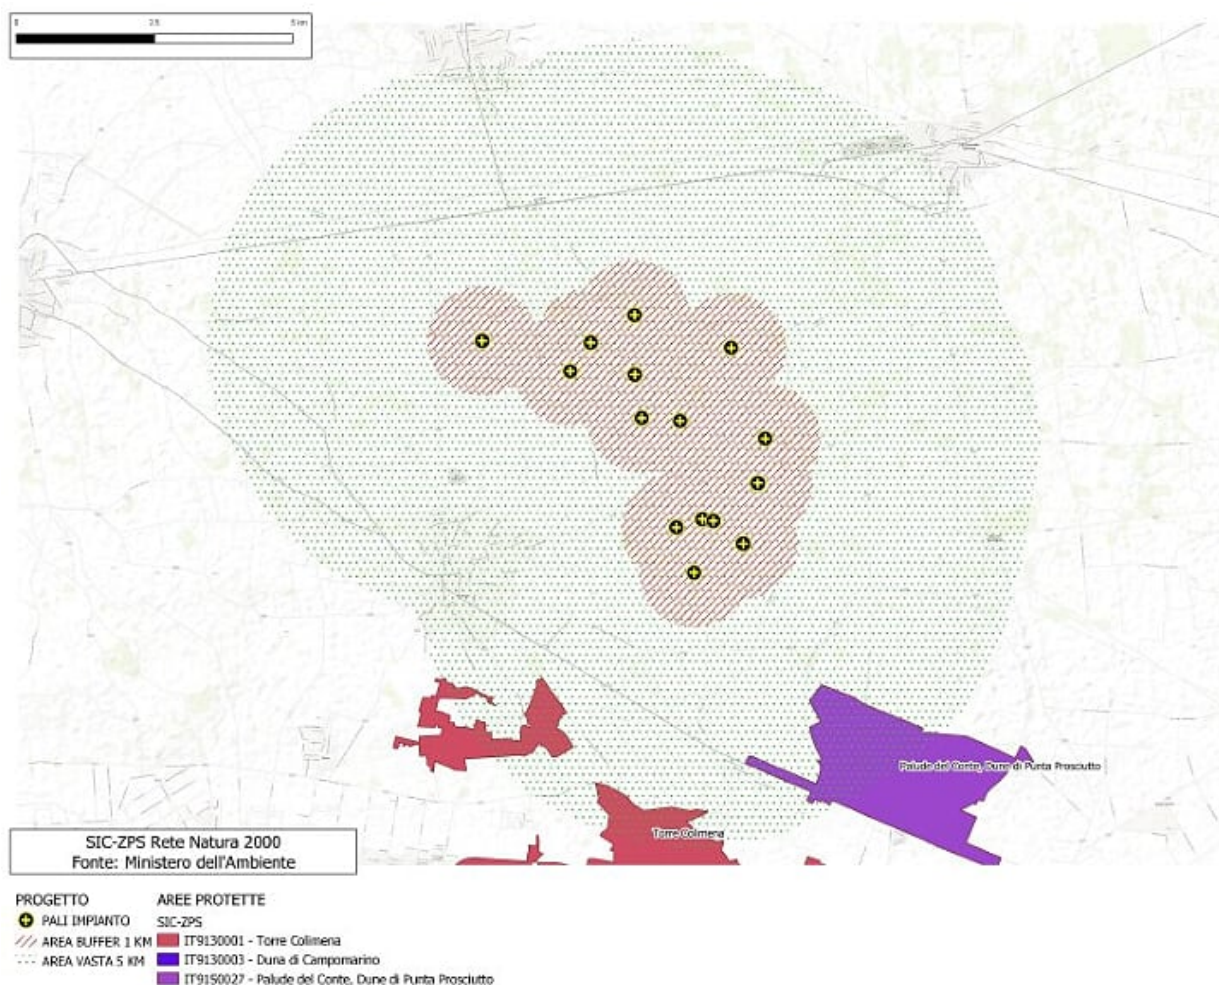 0 2.5 5 km
Palude del Conte, Dune di Punta Prosciutto
Torre Colimena
SIC-ZPS Rete Natura 2000
Fonte: Ministero dell'Ambiente
PROGETTO
PALI IMPIANTO
AREA BUFFER 1 KM
AREA VASTA 5 KM
AREE PROTETTE
SIC-ZPS
IT9130001 - Torre Colimena
IT9130003 - Duna di Campomarino
IT9150027 - Palude del Conte, Dune di Punta Prosciutto